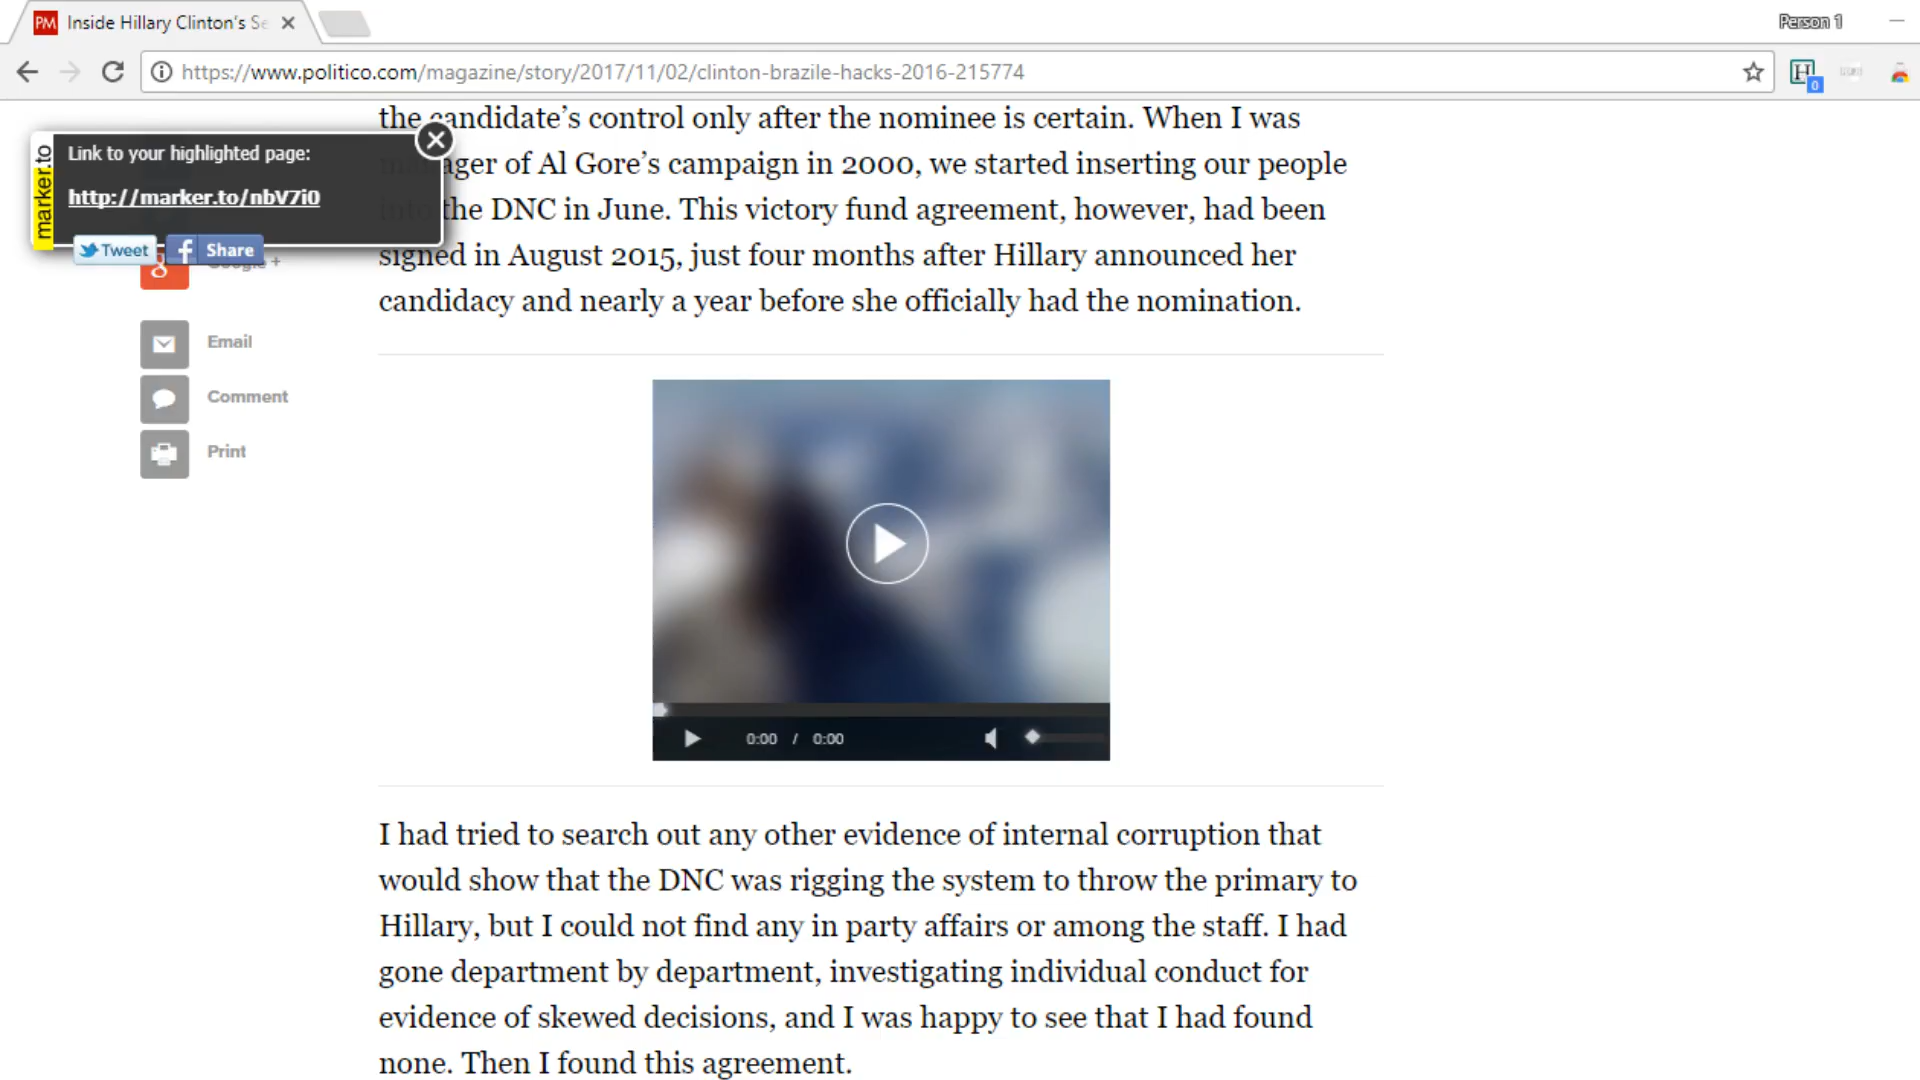 PM Inside Hillary Clinton's Se
Person 1
https://www.politico.com/magazine/story/2017/11/02/clinton-brazile-hacks-2016-215774
H
0
the candidate's control only after the nominee is certain. When I was
ager of Al Gore's campaign in 2000, we started inserting our people
into the DNC in June. This victory fund agreement, however, had been
signed in August 2015, just four months after Hillary announced her
candidacy and nearly a year before she officially had the nomination.
marker.to
Link to your highlighted page:
http://marker.to/nbV7i0
Tweet
f Share
Google +
Email
Comment
Print
0:00 / 0:00
I had tried to search out any other evidence of internal corruption that
would show that the DNC was rigging the system to throw the primary to
Hillary, but I could not find any in party affairs or among the staff. I had
gone department by department, investigating individual conduct for
evidence of skewed decisions, and I was happy to see that I had found
none. Then I found this agreement.